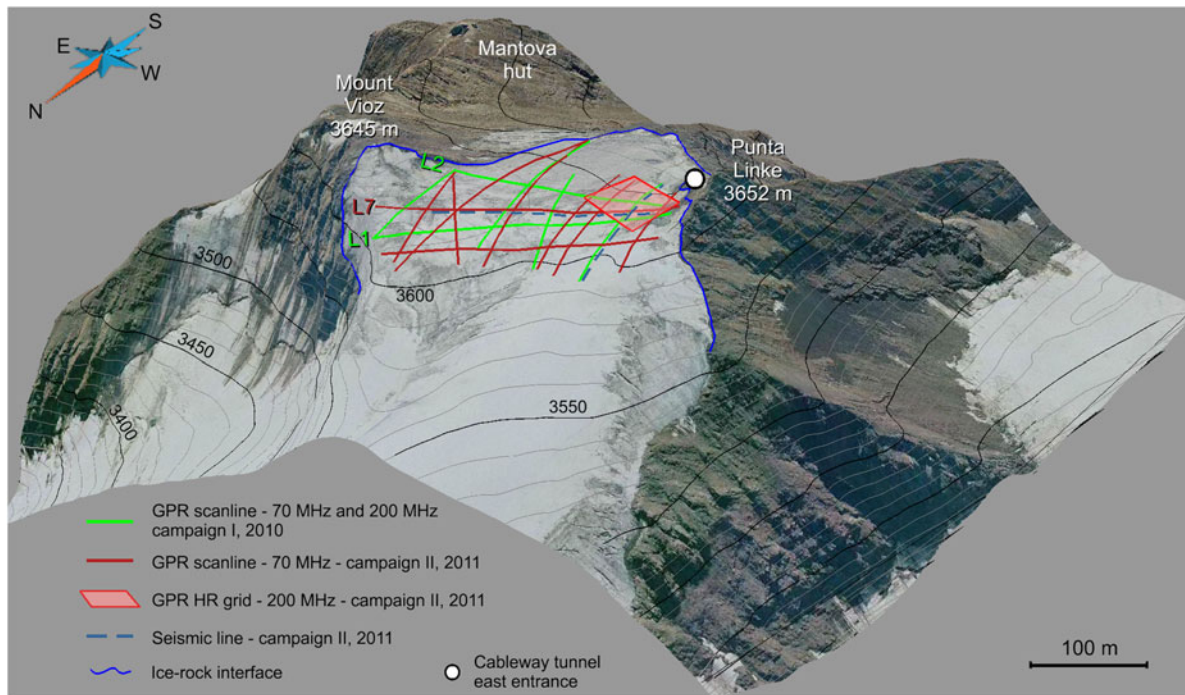 S
E
W
N
Mantova
hut
Mount
Vioz
3645 m
Punta
Linke
3652 m
L2
L7
L1
3500
3600
3450
3550
3400
GPR scanline - 70 MHz and 200 MHz
campaign I, 2010
GPR scanline - 70 MHz - campaign II, 2011
GPR HR grid - 200 MHz - campaign II, 2011
Seismic line - campaign II, 2011
Ice-rock interface
Cableway tunnel
east entrance
100 m